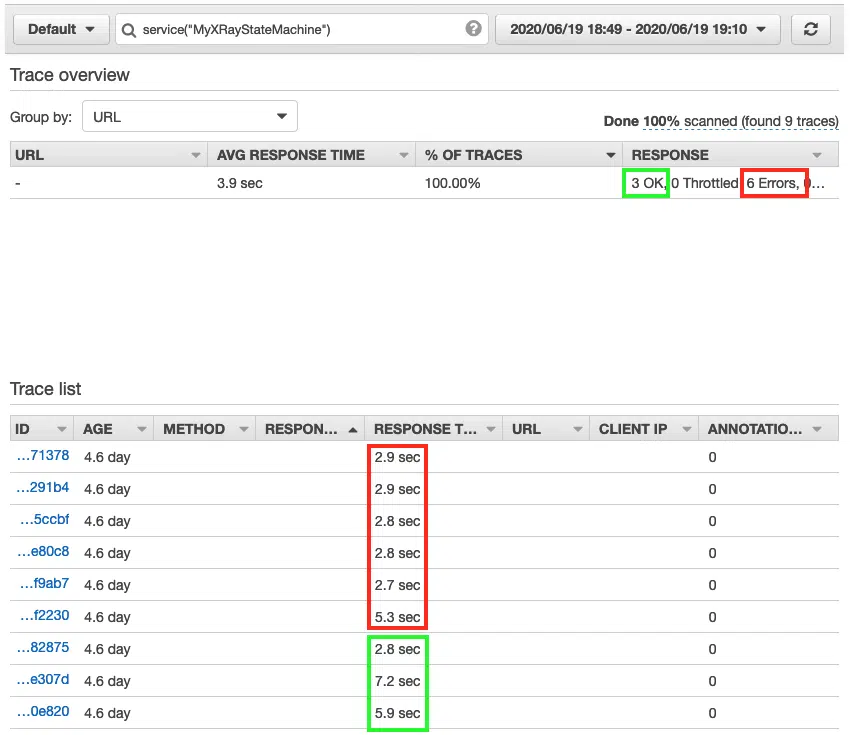 Default service("MyXRayStateMachine") ? 2020/06/19 18:49 - 2020/06/19 19:10
Trace overview
Group by: URL Done 100% scanned (found 9 traces)
URL AVG RESPONSE TIME % OF TRACES RESPONSE
- 3.9 sec 100.00% 3 OK, 0 Throttled 6 Errors, 0...
Trace list
ID AGE METHOD RESPON... RESPONSE T... URL CLIENT IP ANNOTATIO...
...71378 4.6 day 2.9 sec 0
...291b4 4.6 day 2.9 sec 0
...5ccbf 4.6 day 2.8 sec 0
...e80c8 4.6 day 2.8 sec 0
...f9ab7 4.6 day 2.7 sec 0
...f2230 4.6 day 5.3 sec 0
...82875 4.6 day 2.8 sec 0
...e307d 4.6 day 7.2 sec 0
...0e820 4.6 day 5.9 sec 0